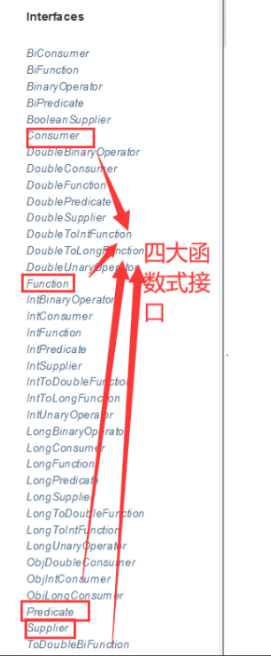 Interfaces
BiConsumer
BiFunction
BinaryOperator
BiPredicate
BooleanSupplier
Consumer
DoubleBinaryOperator
DoubleConsumer
DoubleFunction
DoublePredicate
DoubleSupplier
DoubleToIntFunction
DoubleToLongFunction
DoubleUnaryOperator
Function
IntBinaryOperator
IntConsumer
IntFunction
IntPredicate
IntSupplier
IntToDoubleFunction
IntToLongFunction
IntUnaryOperator
LongBinaryOperator
LongConsumer
LongFunction
LongPredicate
LongSupplier
LongToDoubleFunction
LongToIntFunction
LongUnaryOperator
ObjDoubleConsumer
ObjIntConsumer
ObjLongConsumer
Predicate
Supplier
ToDoubleBiFunction
四大函
数式接
口